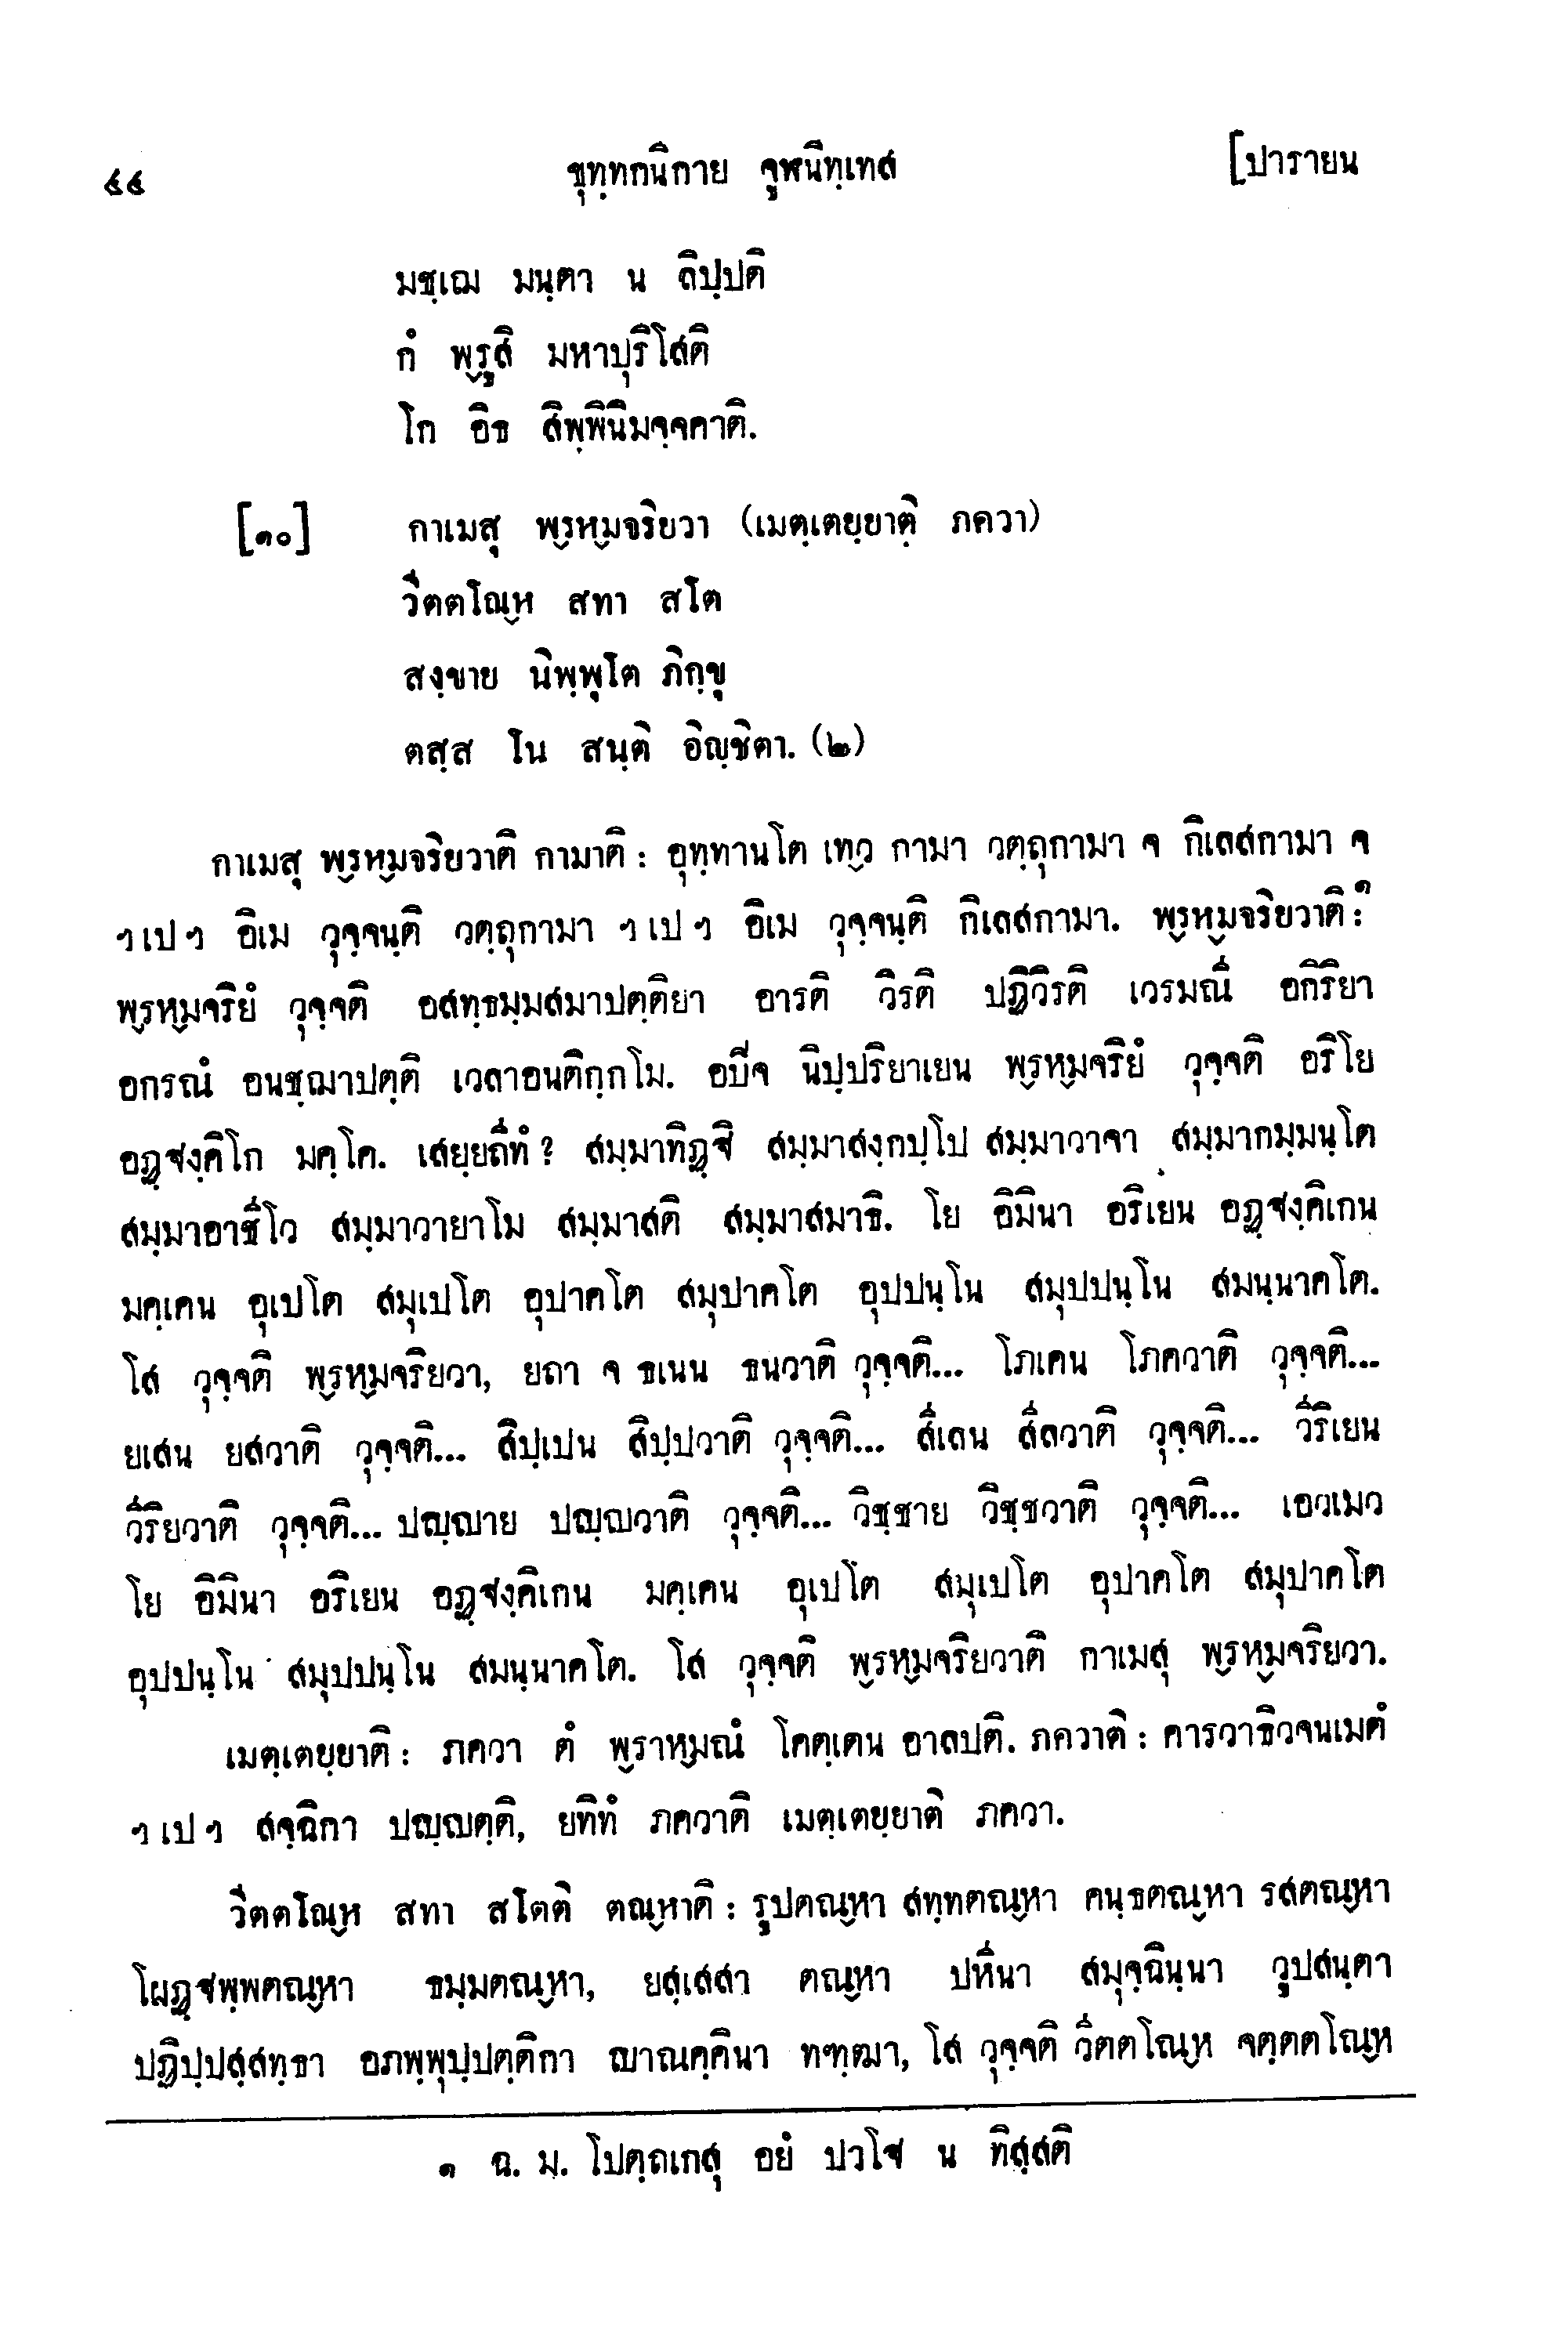 ๔๔ ขุทฺทกนิกาย จูฬนิทฺเทส [ปารายน
มชฺเฌ มนฺตา น ลิปฺปติ
กํ พฺรูสิ มหาปุริโสติ
โก อิธ สิพฺพินิมจฺจคาติ.
[๑๐] กาเมสุ พฺรหฺมจริยวา (เมตฺเตยฺยาติ ภควา)
วีตตโณฺห สทา สโต
สงฺขาย นิพฺพุโต ภิกฺขุ
ตสฺส โน สนฺติ อิญฺชิตา. (๒)
กาเมสุ พฺรหฺมจริยวาติ กามาติ : อุทฺทานโต เทฺว กามา วตฺถุกามา จ กิเลสกามา จ
ฯ เป ฯ อิเม วุจฺจนฺติ วตฺถุกามา ฯ เป ฯ อิเม วุจฺจนฺติ กิเลสกามา. พฺรหฺมจริยวาติ :๑
พฺรหฺมจริยํ วุจฺจติ อสทฺธมฺมสมาปตฺติยา อารติ วิรติ ปฏิวิรติ เวรมณี อกิริยา
อกรณํ อนชฺฌาปตฺติ เวลาอนติกฺกโม. อปิจ นิปฺปริยาเยน พฺรหฺมจริยํ วุจฺจติ อริโย
อฏฺฐงฺคิโก มคฺโค. เสยฺยถีทํ ? สมฺมาทิฏฺฐิ สมฺมาสงฺกปฺโป สมฺมาวาจา สมฺมากมฺมนฺโต
สมฺมาอาชีโว สมฺมาวายาโม สมฺมาสติ สมฺมาสมาธิ. โย อิมินา อริเยน อฏฺฐงฺคิเกน
มคฺเคน อุเปโต สมุเปโต อุปาคโต สมุปาคโต อุปปนฺโน สมุปปนฺโน สมนฺนาคโต.
โส วุจฺจติ พฺรหฺมจริยวา, ยถา จ ธเนน ธนวาติ วุจฺจติ... โภเคน โภควาติ วุจฺจติ...
ยเสน ยสวาติ วุจฺจติ... สิปฺเปน สิปฺปวาติ วุจฺจติ... สีเลน สีลวาติ วุจฺจติ... วีริเยน
วีริยวาติ วุจฺจติ... ปญฺญาย ปญฺญวาติ วุจฺจติ... วิชฺชาย วิชฺชวาติ วุจฺจติ... เอวเมว
โย อิมินา อริเยน อฏฺฐงฺคิเกน มคฺเคน อุเปโต สมุเปโต อุปาคโต สมุปาคโต
อุปปนฺโน สมุปปนฺโน สมนฺนาคโต. โส วุจฺจติ พฺรหฺมจริยวาติ กาเมสุ พฺรหฺมจริยวา.
เมตฺเตยฺยาติ : ภควา ตํ พฺราหฺมณํ โคตฺเตน อาลปติ. ภควาติ : คารวาธิวจนเมตํ
ฯ เป ฯ สจฺฉิกา ปญฺญตฺติ, ยทิทํ ภควาติ เมตฺเตยฺยาติ ภควา.
วีตตโณฺห สทา สโตติ ตณฺหาติ : รูปตณฺหา สทฺทตณฺหา คนฺธตณฺหา รสตณฺหา
โผฏฺฐพฺพตณฺหา ธมฺมตณฺหา, ยสฺเสสา ตณฺหา ปหีนา สมุจฺฉินฺนา วูปสนฺตา
ปฏิปฺปสฺสทฺธา อภพฺพุปฺปตฺติกา ญาณคฺคินา ทฑฺฒา, โส วุจฺจติ วีตตโณฺห จตฺตตโณฺห
๑ ฉ. ม. โปตฺถเกสุ อยํ ปวโฐ น ทิสฺสติ